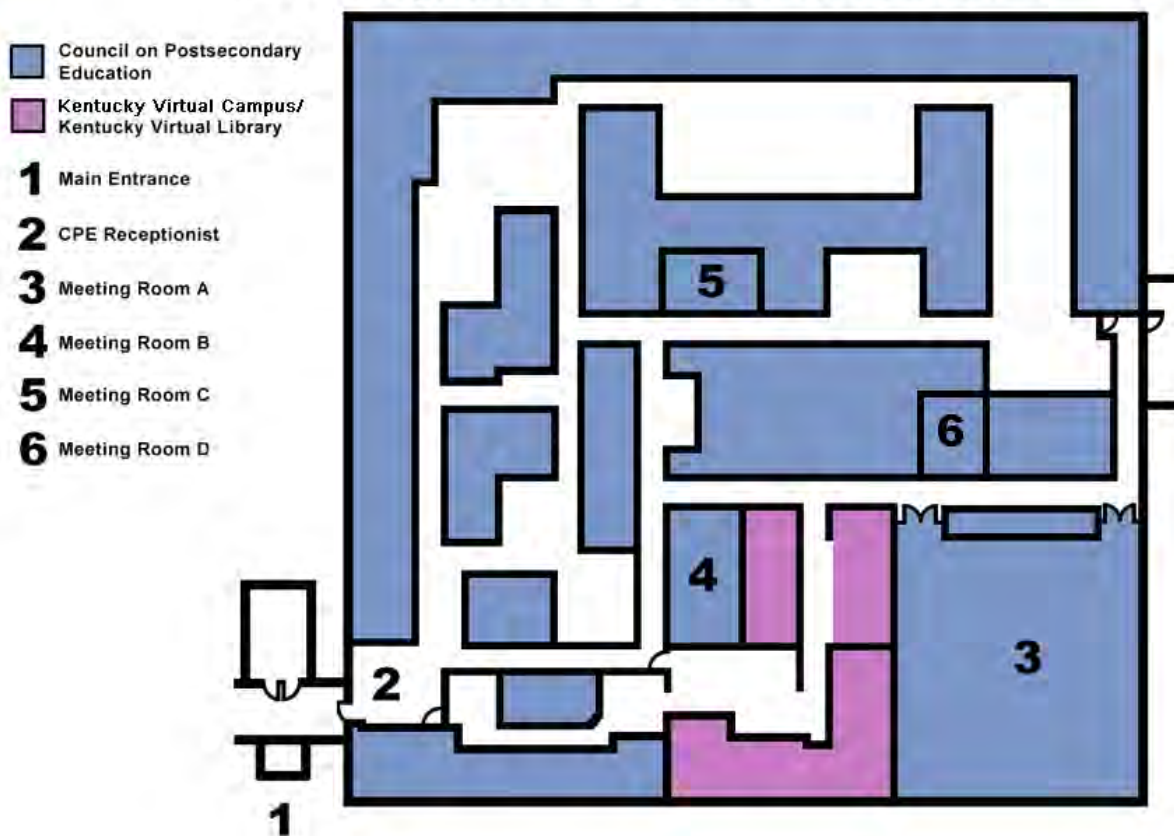 Council on Postsecondary
Education
Kentucky Virtual Campus/
Kentucky Virtual Library
1 Main Entrance
2 CPE Receptionist
3 Meeting Room A
4 Meeting Room B
5 Meeting Room C
6 Meeting Room D
5
6
4
3
2
1